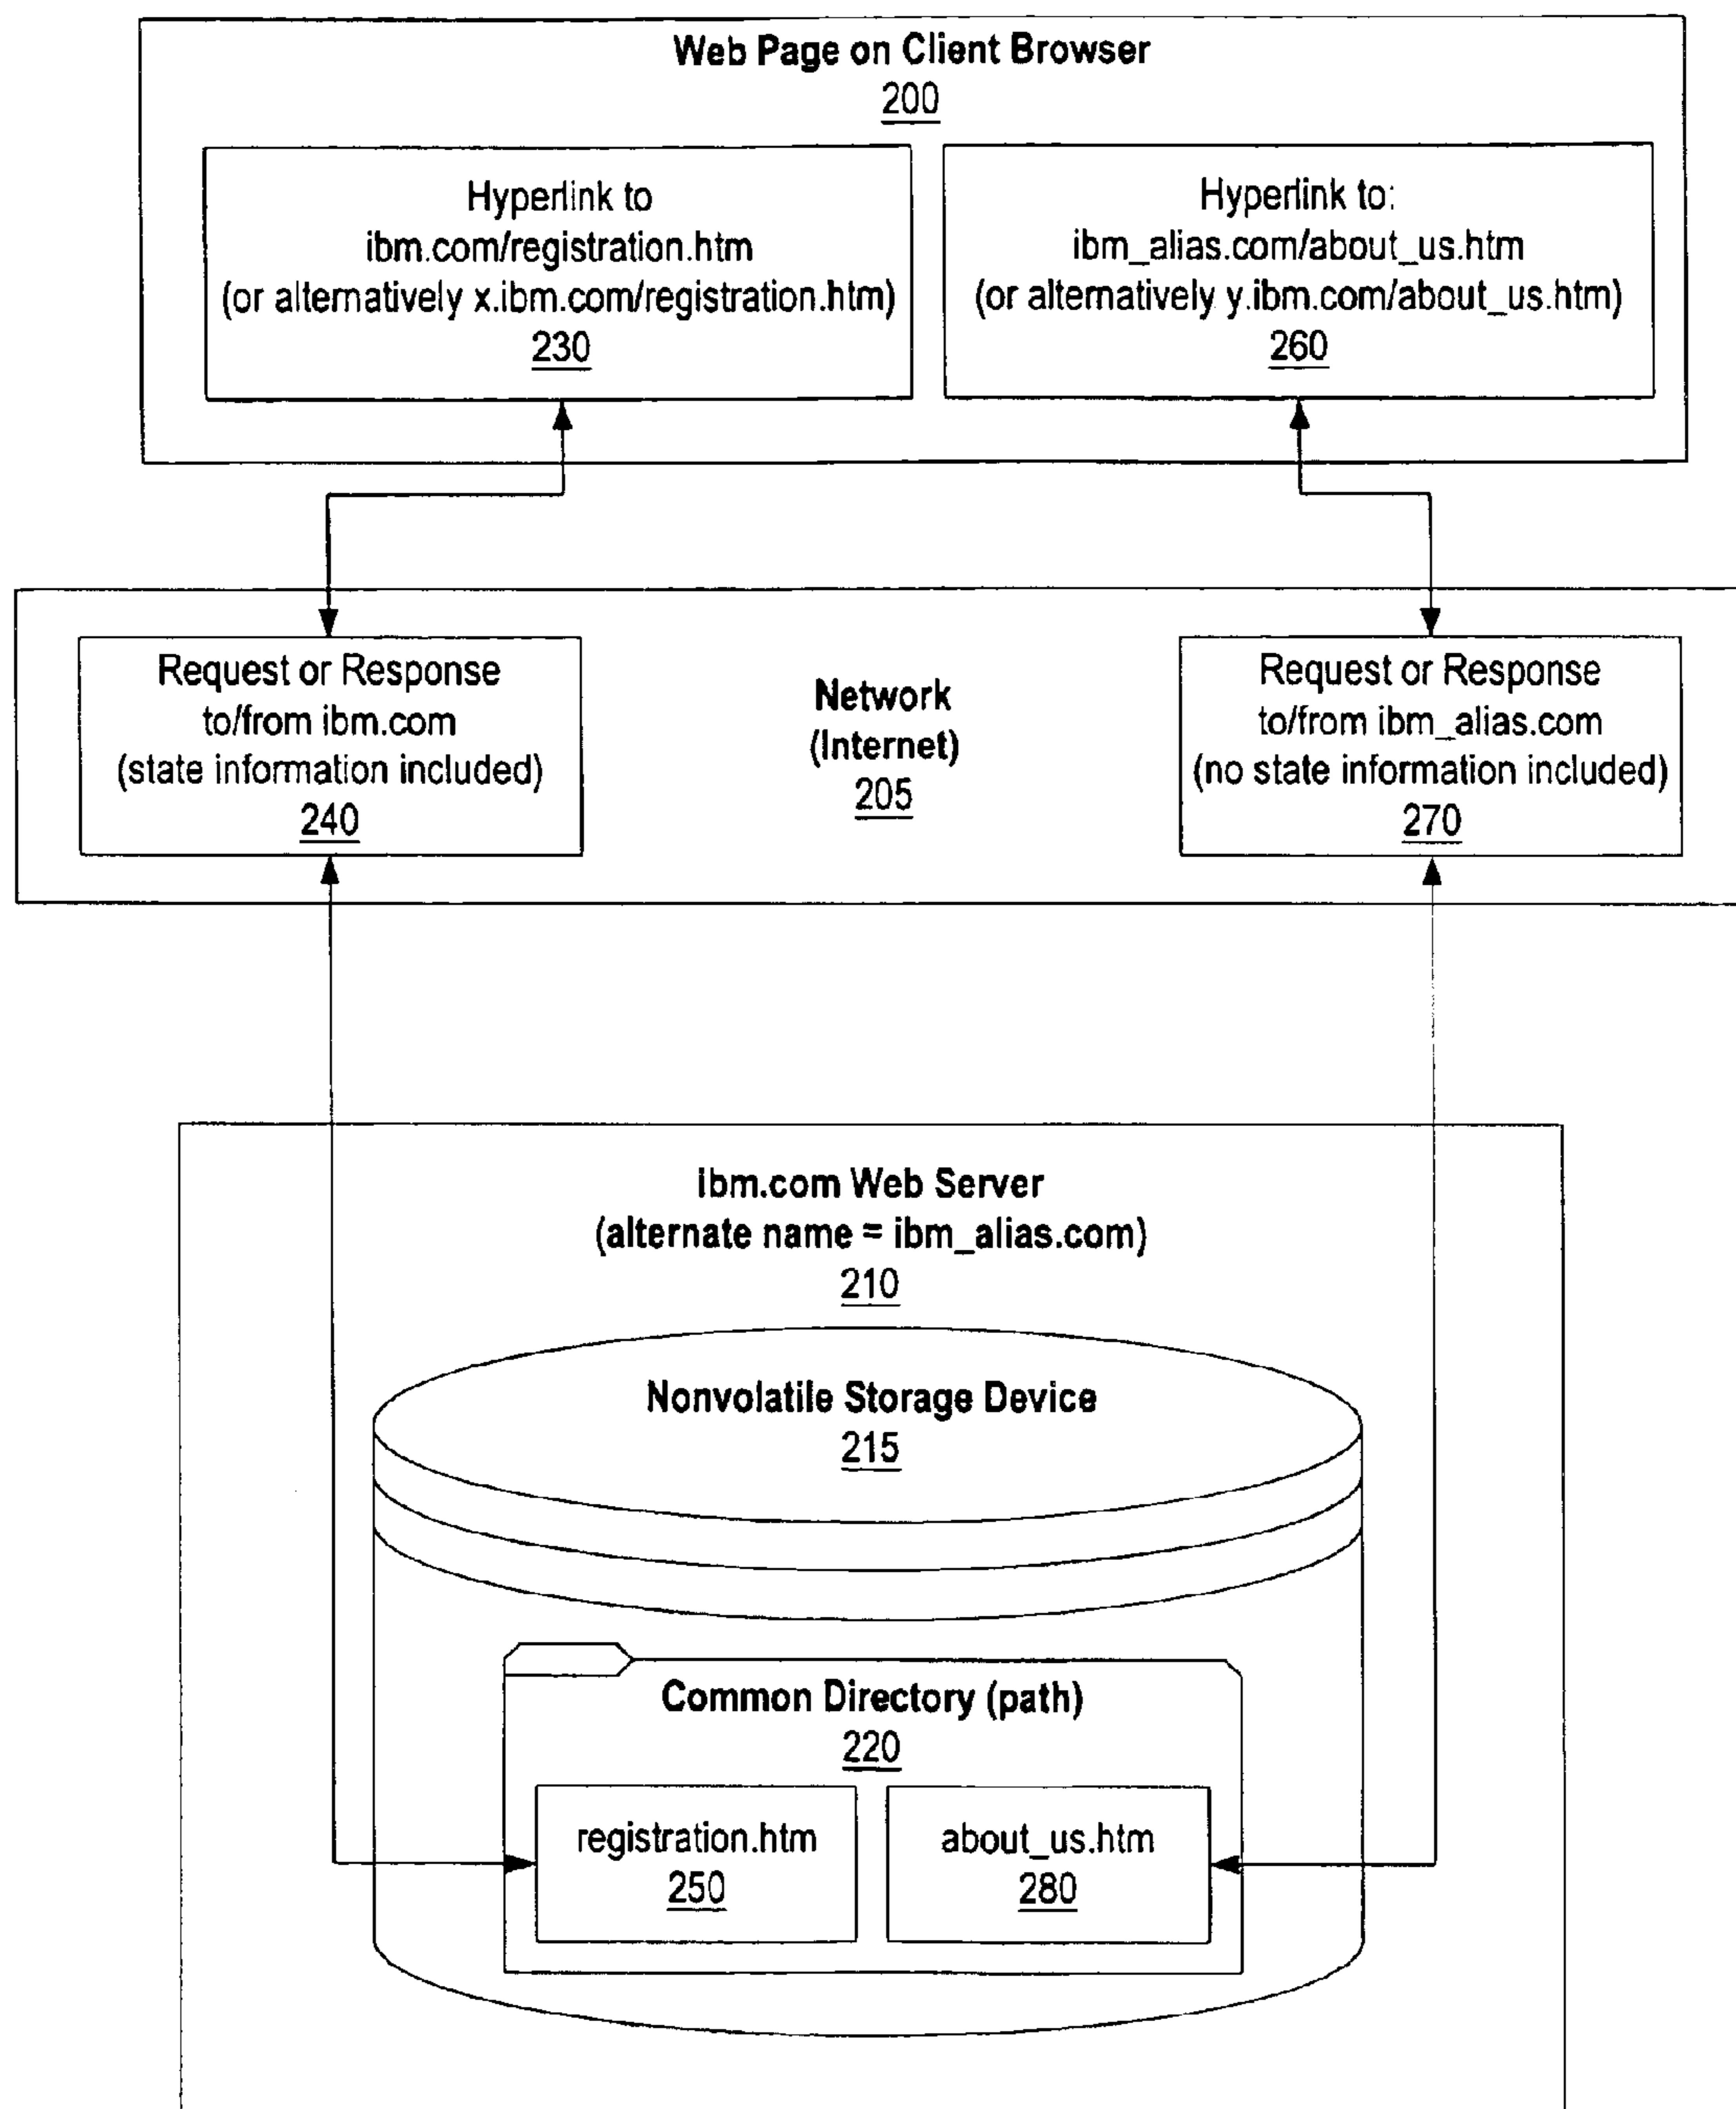 Web Page on Client Browser
200
Hyperlink to
ibm.com/registration.htm
(or alternatively x.ibm.com/registration.htm)
230
Hyperlink to:
ibm_alias.com/about_us.htm
(or alternatively y.ibm.com/about_us.htm)
260
Request or Response
to/from ibm.com
(state information included)
240
Network
(Internet)
205
Request or Response
to/from ibm_alias.com
(no state information included)
270
ibm.com Web Server
(alternate name = ibm_alias.com)
210
Nonvolatile Storage Device
215
Common Directory (path)
220
registration.htm
250
about_us.htm
280